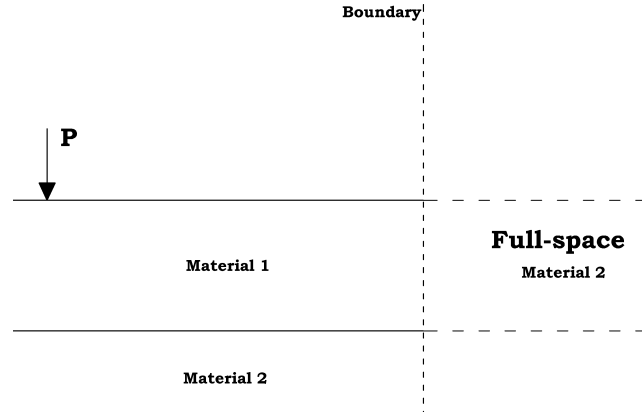 Boundary
P
Full-space
Material 1
Material 2
Material 2